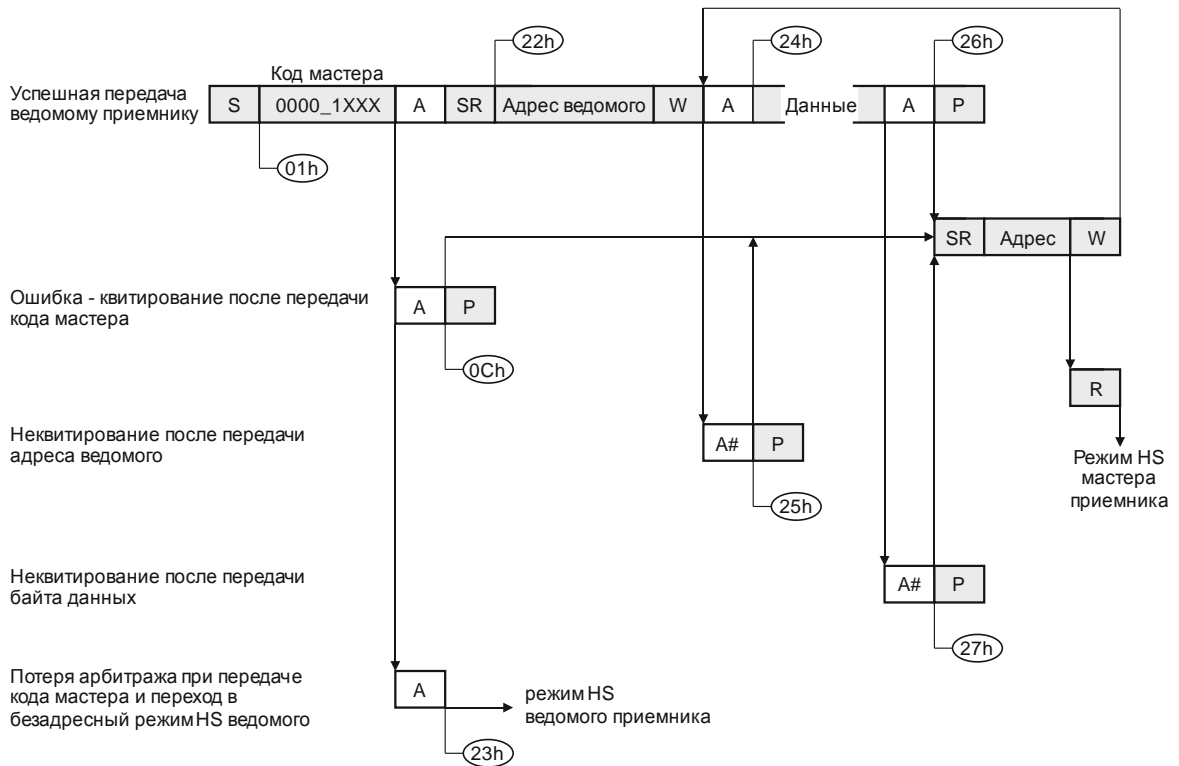 22h
24h
26h
Код мастера
Успешная передача
ведомому приемнику
S 0000_1XXX A SR Адрес ведомого W A Данные A P
01h
SR Адрес W
Ошибка - квитирование после передачи
кода мастера
A P
0Ch
R
Неквитирование после передачи
адреса ведомого
A# P
Режим HS
мастера
приемника
25h
Неквитирование после передачи
байта данных
A# P
27h
Потеря арбитража при передаче
кода мастера и переход в
безадресный режим HS ведомого
A
режим HS
ведомого приемника
23h